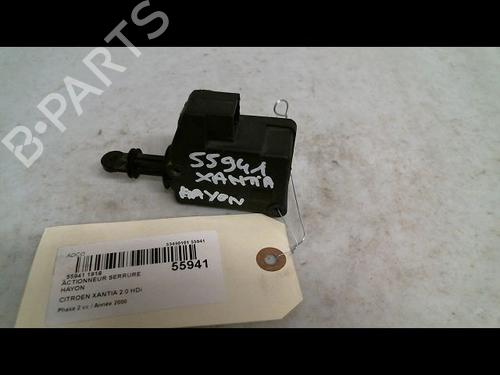 B-PARTS
55941
XANTIA
HAYON
55941 1918
55941
ACTIONNEUR SERRURE
HAYON
CITROEN XANTIA 2.0 HDi
Phase 2 cc / Année 2000